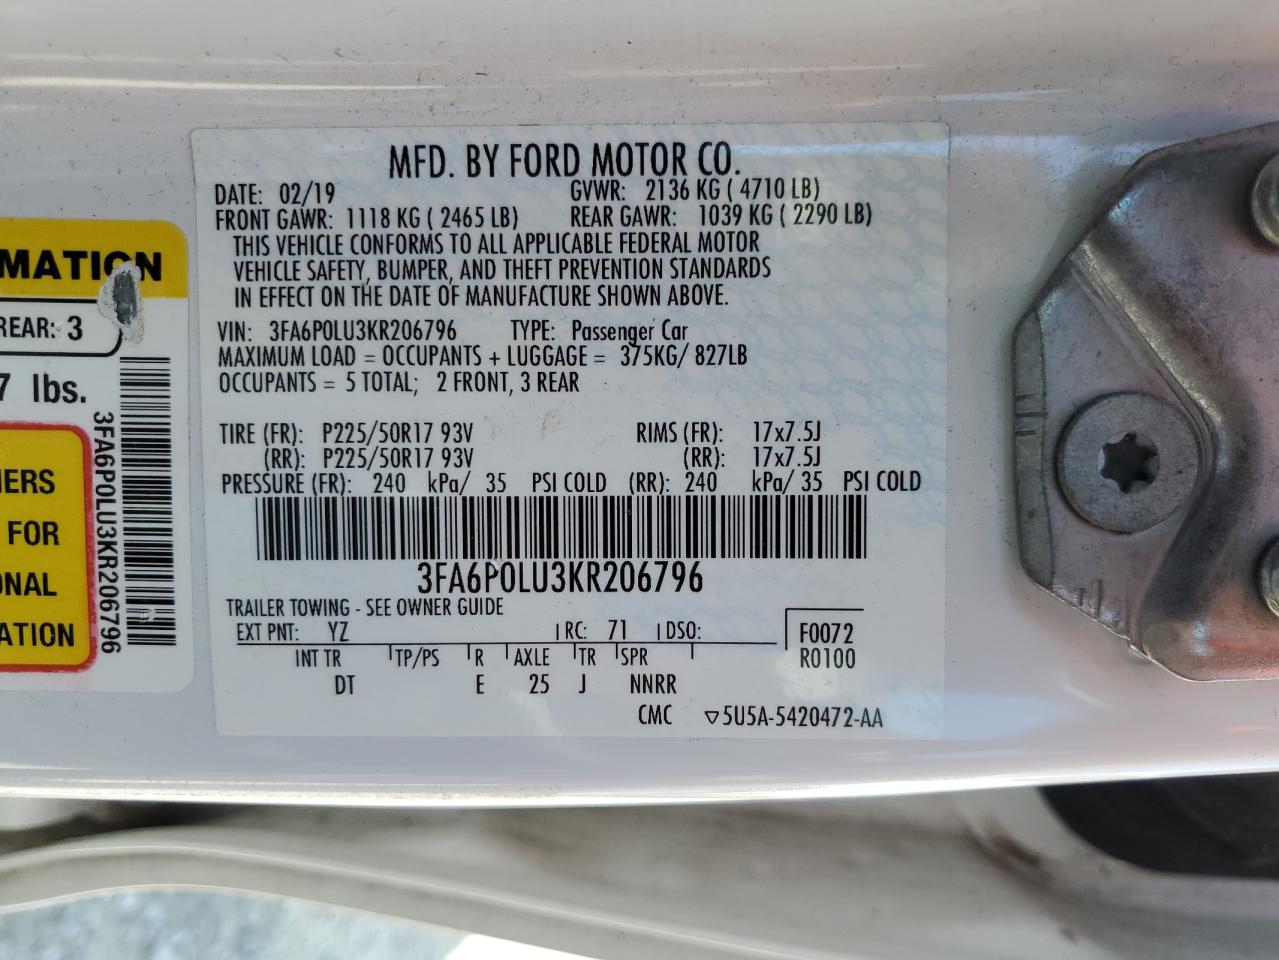 MATION
REAR: 3
7 lbs.
IERS
FOR
ONAL
ATION
3FA6P0LU3KR206796
MFD. BY FORD MOTOR CO.
DATE: 02/19 GVWR: 2136 KG ( 4710 LB)
FRONT GAWR: 1118 KG ( 2465 LB) REAR GAWR: 1039 KG ( 2290 LB)
THIS VEHICLE CONFORMS TO ALL APPLICABLE FEDERAL MOTOR
VEHICLE SAFETY, BUMPER, AND THEFT PREVENTION STANDARDS
IN EFFECT ON THE DATE OF MANUFACTURE SHOWN ABOVE.
VIN: 3FA6P0LU3KR206796 TYPE: Passenger Car
MAXIMUM LOAD = OCCUPANTS + LUGGAGE = 375KG/ 827LB
OCCUPANTS = 5 TOTAL; 2 FRONT, 3 REAR
TIRE (FR): P225/50R17 93V RIMS (FR): 17x7.5J
(RR): P225/50R17 93V (RR): 17x7.5J
PRESSURE (FR): 240 kPa/ 35 PSI COLD (RR): 240 kPa/ 35 PSI COLD
3FA6P0LU3KR206796
TRAILER TOWING - SEE OWNER GUIDE
EXT PNT: YZ RC: 71 DSO: F0072
INT TR TP/PS R AXLE TR SPR R0100
DT E 25 J NNRR
CMC ▽5U5A-5420472-AA